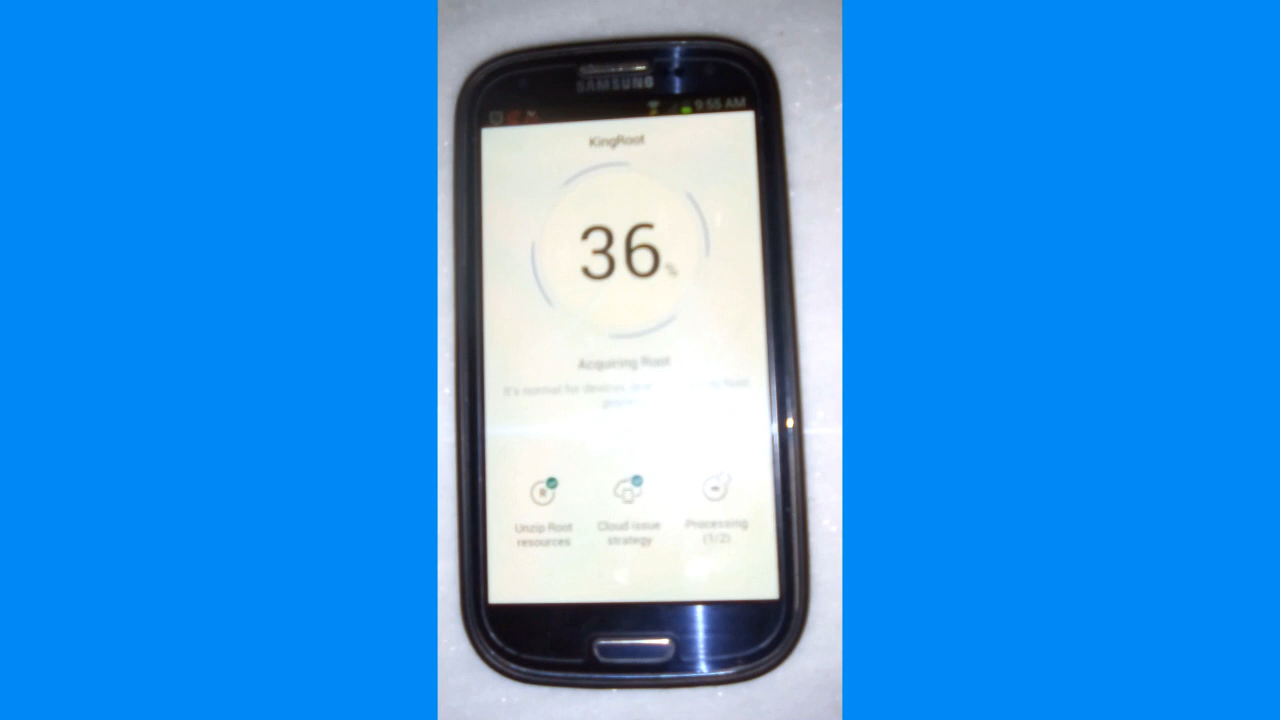 SAMSUNG
9:55 AM
KingRoot
36%
Acquiring Root
It's normal for devices Root
Unzip Root
resources
Cloud issue
strategy
Processing
(1/2)